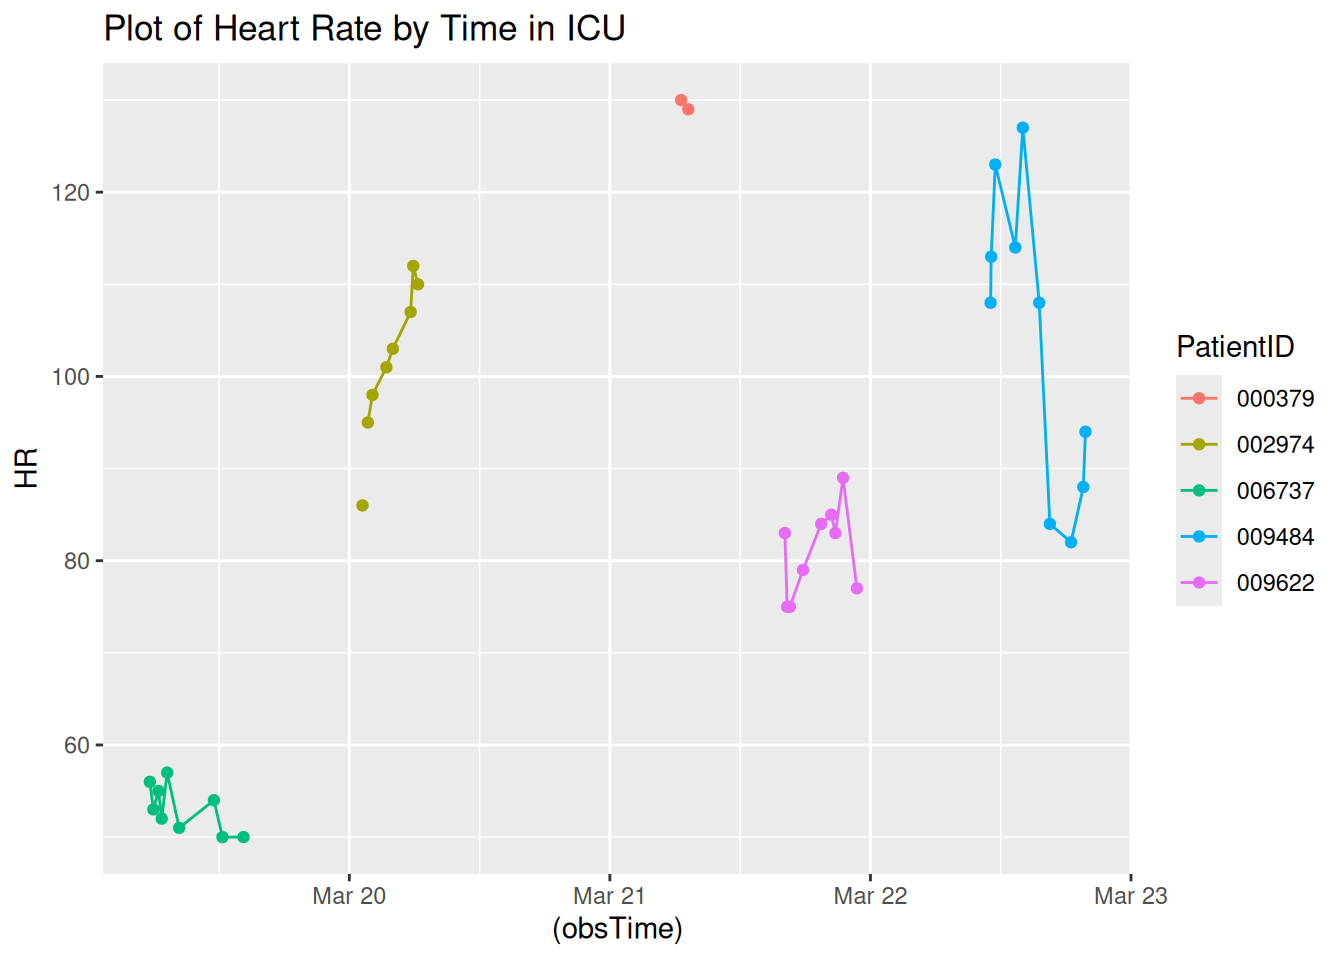 Plot of Heart Rate by Time in ICU
120
100
80
60
HR
Mar 20
Mar 21
Mar 22
Mar 23
(obsTime)
PatientID
000379
002974
006737
009484
009622